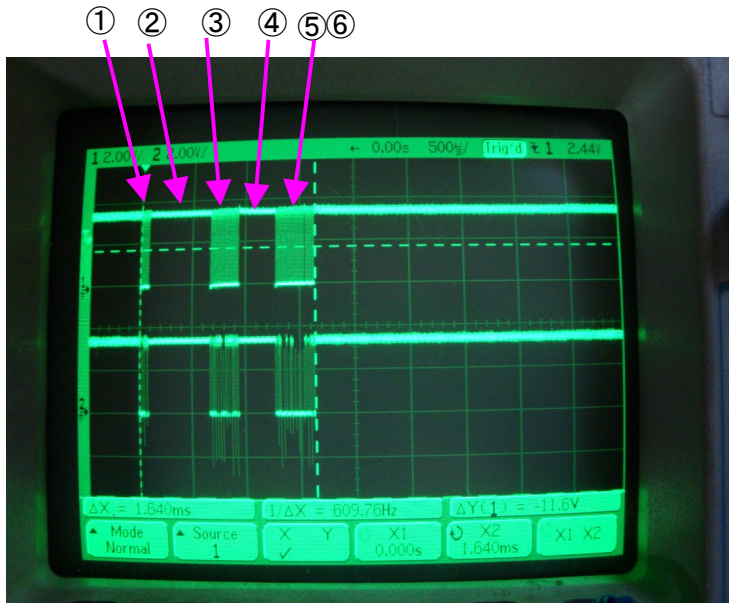 ① ② ③ ④ ⑤⑥
1 2.00V/ 2 2.00V/ ← 0.00s 500µ/ Trig'd 1 2.44V
ΔX = 1.640ms 1/ΔX = 609.76Hz ΔY(1) = -11.6V
Mode Source X Y X1 X2 X1 X2
Normal 1 ✓ 0.000s 1.640ms